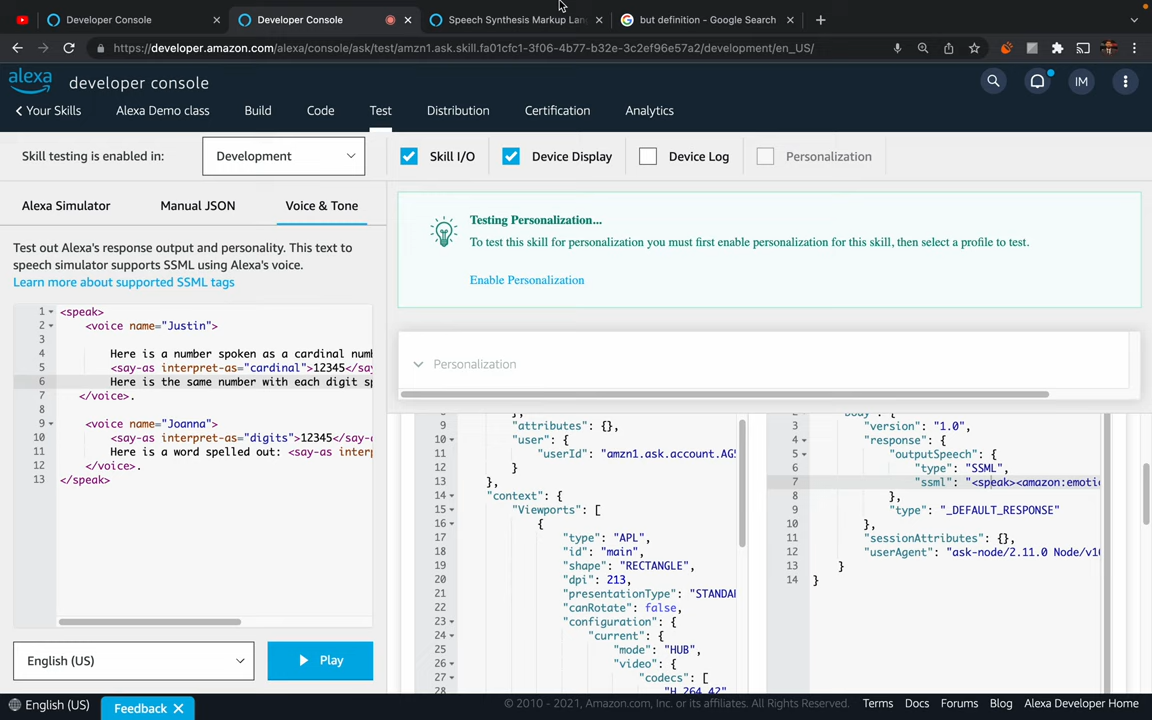 Developer Console
Developer Console
Speech Synthesis Markup Lan
but definition - Google Search
https://developer.amazon.com/alexa/console/ask/test/amzn1.ask.skill.fa01cfc1-3f06-4b77-b32e-3c2ef96e57a2/development/en_US/
alexa developer console
IM
Your Skills
Alexa Demo class
Build
Code
Test
Distribution
Certification
Analytics
Skill testing is enabled in:
Development
Skill I/O
Device Display
Device Log
Personalization
Alexa Simulator
Manual JSON
Voice & Tone
Test out Alexa's response output and personality. This text to
speech simulator supports SSML using Alexa's voice.
Learn more about supported SSML tags
1 <speak>
2 <voice name="Justin">
3
4 Here is a number spoken as a cardinal num
5 <say-as interpret-as="cardinal">12345</say
6 Here is the same number with each digit sp
7 </voice>.
8
9 <voice name="Joanna">
10 <say-as interpret-as="digits">12345</say-a
11 Here is a word spelled out: <say-as interp
12 </voice>.
13 </speak>
English (US)
Play
Testing Personalization...
To test this skill for personalization you must first enable personalization for this skill, then select a profile to test.
Enable Personalization
Personalization
8 },
9 "attributes": {},
10 "user": {
11 "userId": "amzn1.ask.account.AG
12 }
13 },
14 "context": {
15 "Viewports": [
16 {
17 "type": "APL",
18 "id": "main",
19 "shape": "RECTANGLE",
20 "dpi": 213,
21 "presentationType": "STANDA
22 "canRotate": false,
23 "configuration": {
24 "current": {
25 "mode": "HUB",
26 "video": {
27 "codecs": [
28 "H_264_42"
2 "body": {
3 "version": "1.0",
4 "response": {
5 "outputSpeech": {
6 "type": "SSML",
7 "ssml": "<speak><amazon:emotio
8 },
9 "type": "_DEFAULT_RESPONSE"
10 },
11 "sessionAttributes": {},
12 "userAgent": "ask-node/2.11.0 Node/v10
13 }
14 }
English (US)
Feedback
© 2010 - 2021, Amazon.com, Inc. or its affiliates. All Rights Reserved.
Terms
Docs
Forums
Blog
Alexa Developer Home